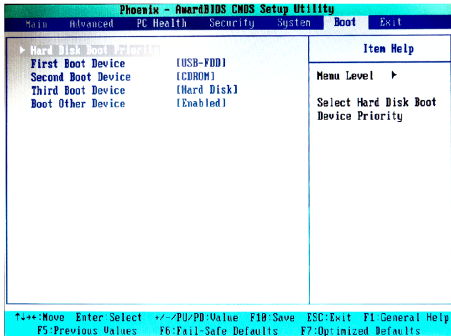 Phoenix - AwardBIOS CMOS Setup Utility
Main Advanced PC Health Security System Boot Exit
▶ Hard Disk Boot Priority
First Boot Device [USB-FDD]
Second Boot Device [CDROM]
Third Boot Device [Hard Disk]
Boot Other Device [Enabled]
Item Help
Menu Level ▶
Select Hard Disk Boot
Device Priority
↑↓→←:Move Enter:Select +/-/PU/PD:Value F10:Save ESC:Exit F1:General Help
F5:Previous Values F6:Fail-Safe Defaults F7:Optimized Defaults